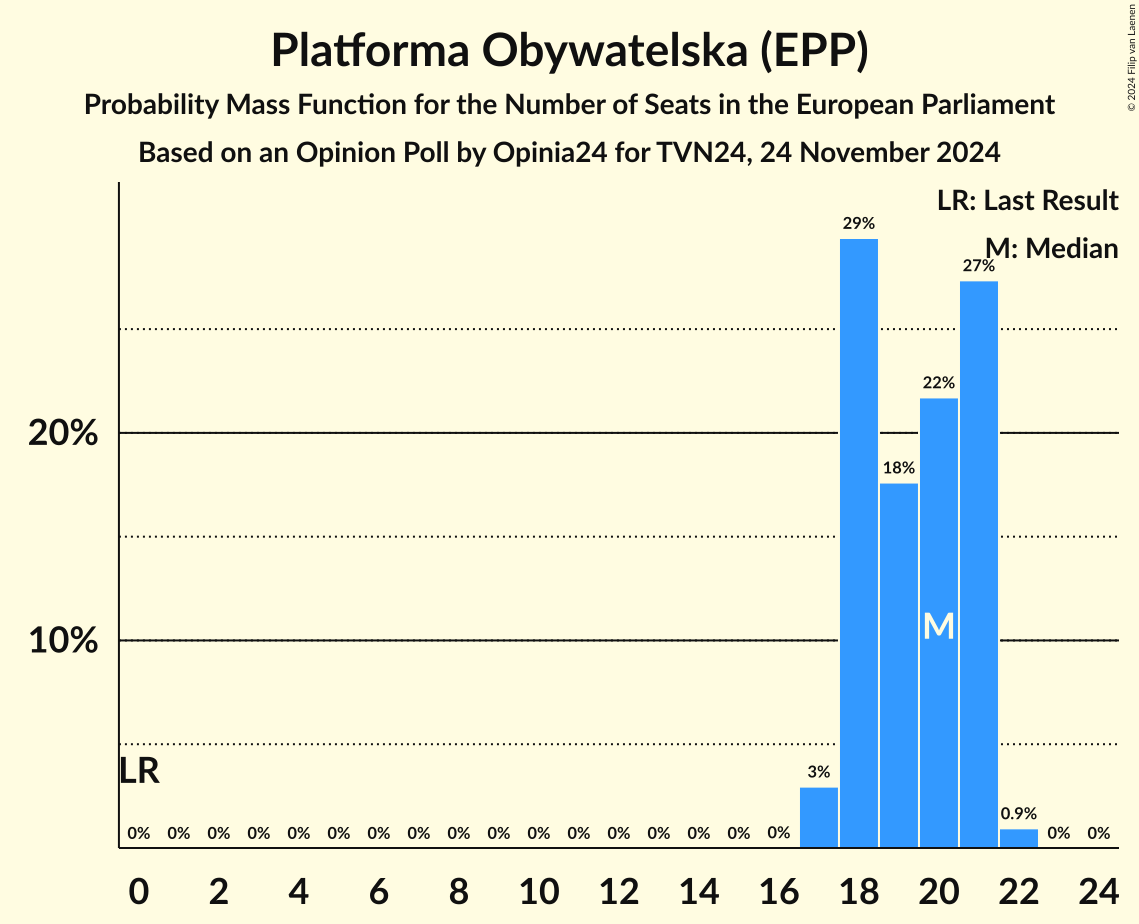 Platforma Obywatelska (EPP)
Probability Mass Function for the Number of Seats in the European Parliament
Based on an Opinion Poll by Opinia24 for TVN24, 24 November 2024
© 2024 Filip van Laenen
LR: Last Result
M: Median
29%
27%
22%
20%
18%
10%
M
LR
3%
0.9%
0% 0% 0% 0% 0% 0% 0% 0% 0% 0% 0% 0% 0% 0% 0% 0% 0% 0% 0%
0 2 4 6 8 10 12 14 16 18 20 22 24